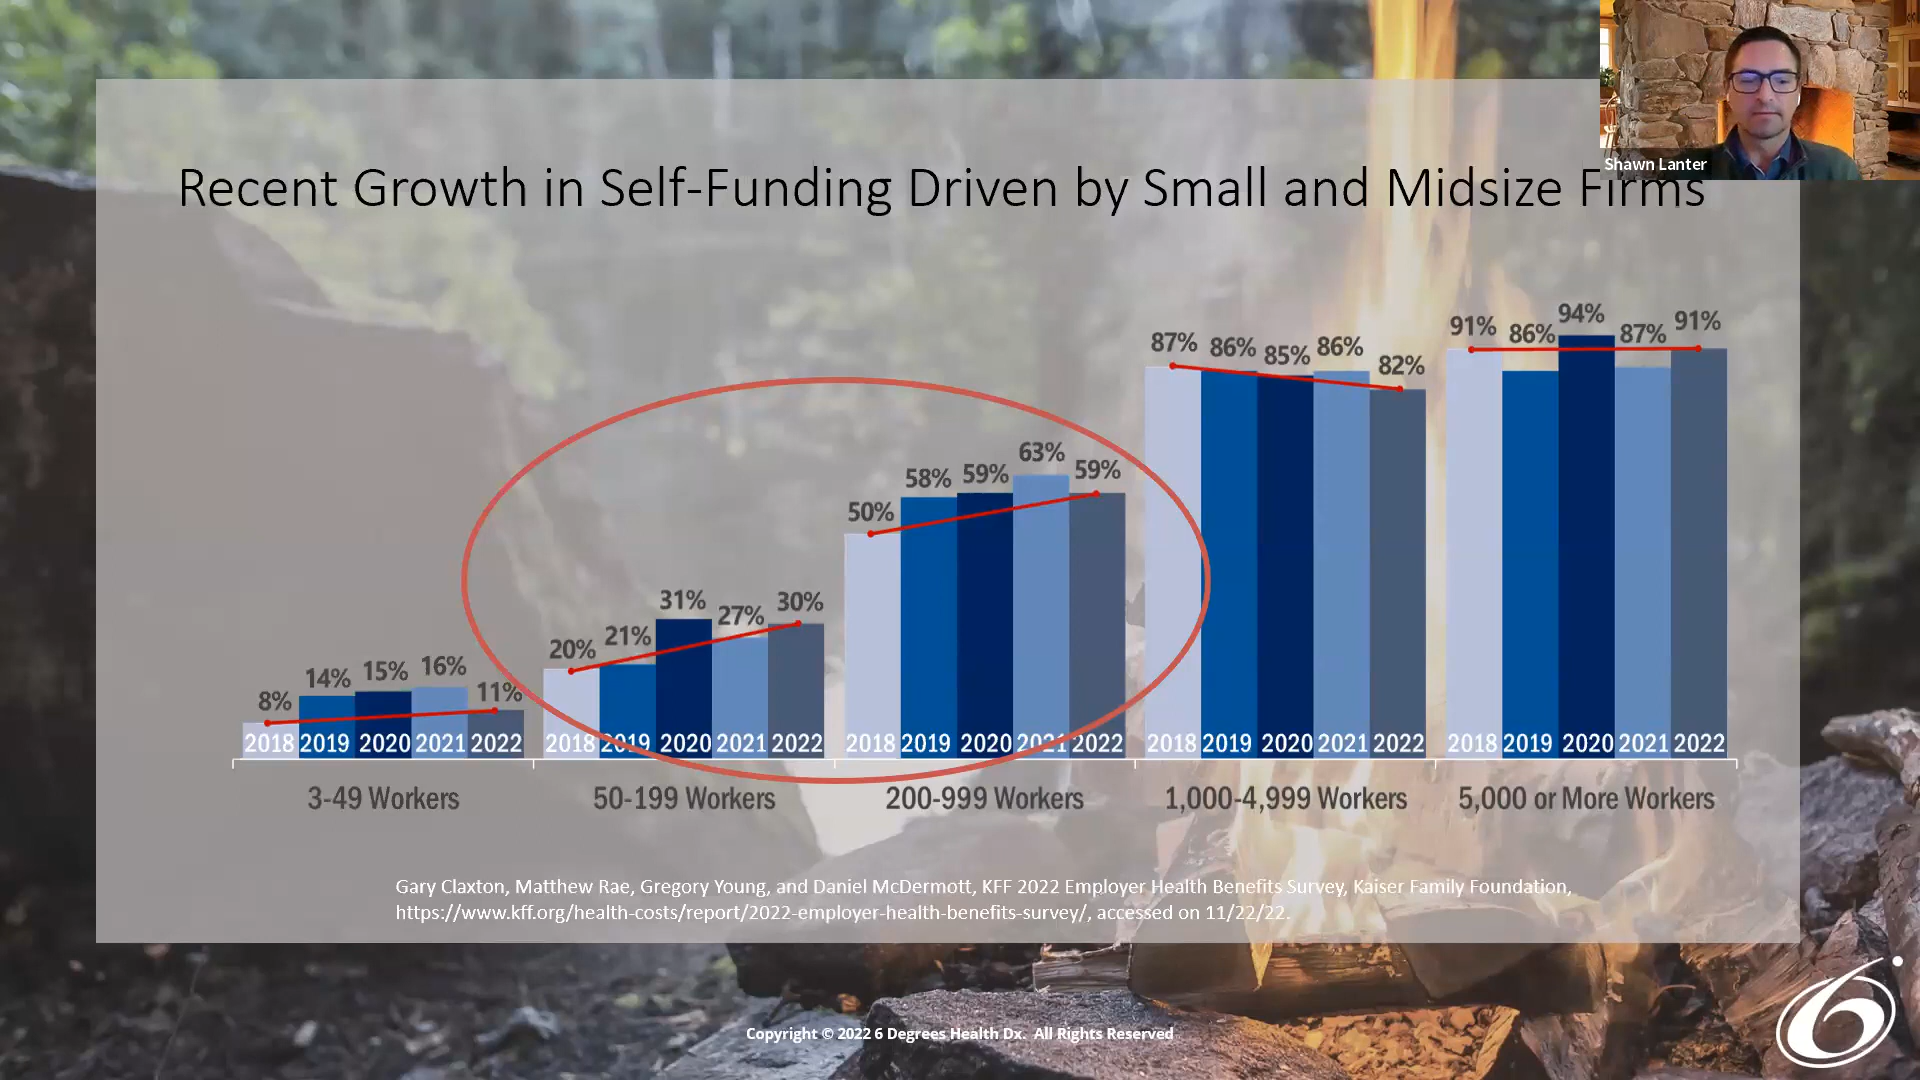 Shawn Lanter
Recent Growth in Self-Funding Driven by Small and Midsize Firms
8% 14% 15% 16% 11%
20% 21% 31% 27% 30%
50% 58% 59% 63% 59%
87% 86% 85% 86% 82%
91% 86% 94% 87% 91%
2018 2019 2020 2021 2022 2018 2019 2020 2021 2022 2018 2019 2020 2021 2022 2018 2019 2020 2021 2022 2018 2019 2020 2021 2022
3-49 Workers 50-199 Workers 200-999 Workers 1,000-4,999 Workers 5,000 or More Workers
Gary Claxton, Matthew Rae, Gregory Young, and Daniel McDermott, KFF 2022 Employer Health Benefits Survey, Kaiser Family Foundation,
https://www.kff.org/health-costs/report/2022-employer-health-benefits-survey/, accessed on 11/22/22.
Copyright © 2022 6 Degrees Health Dx. All Rights Reserved
6